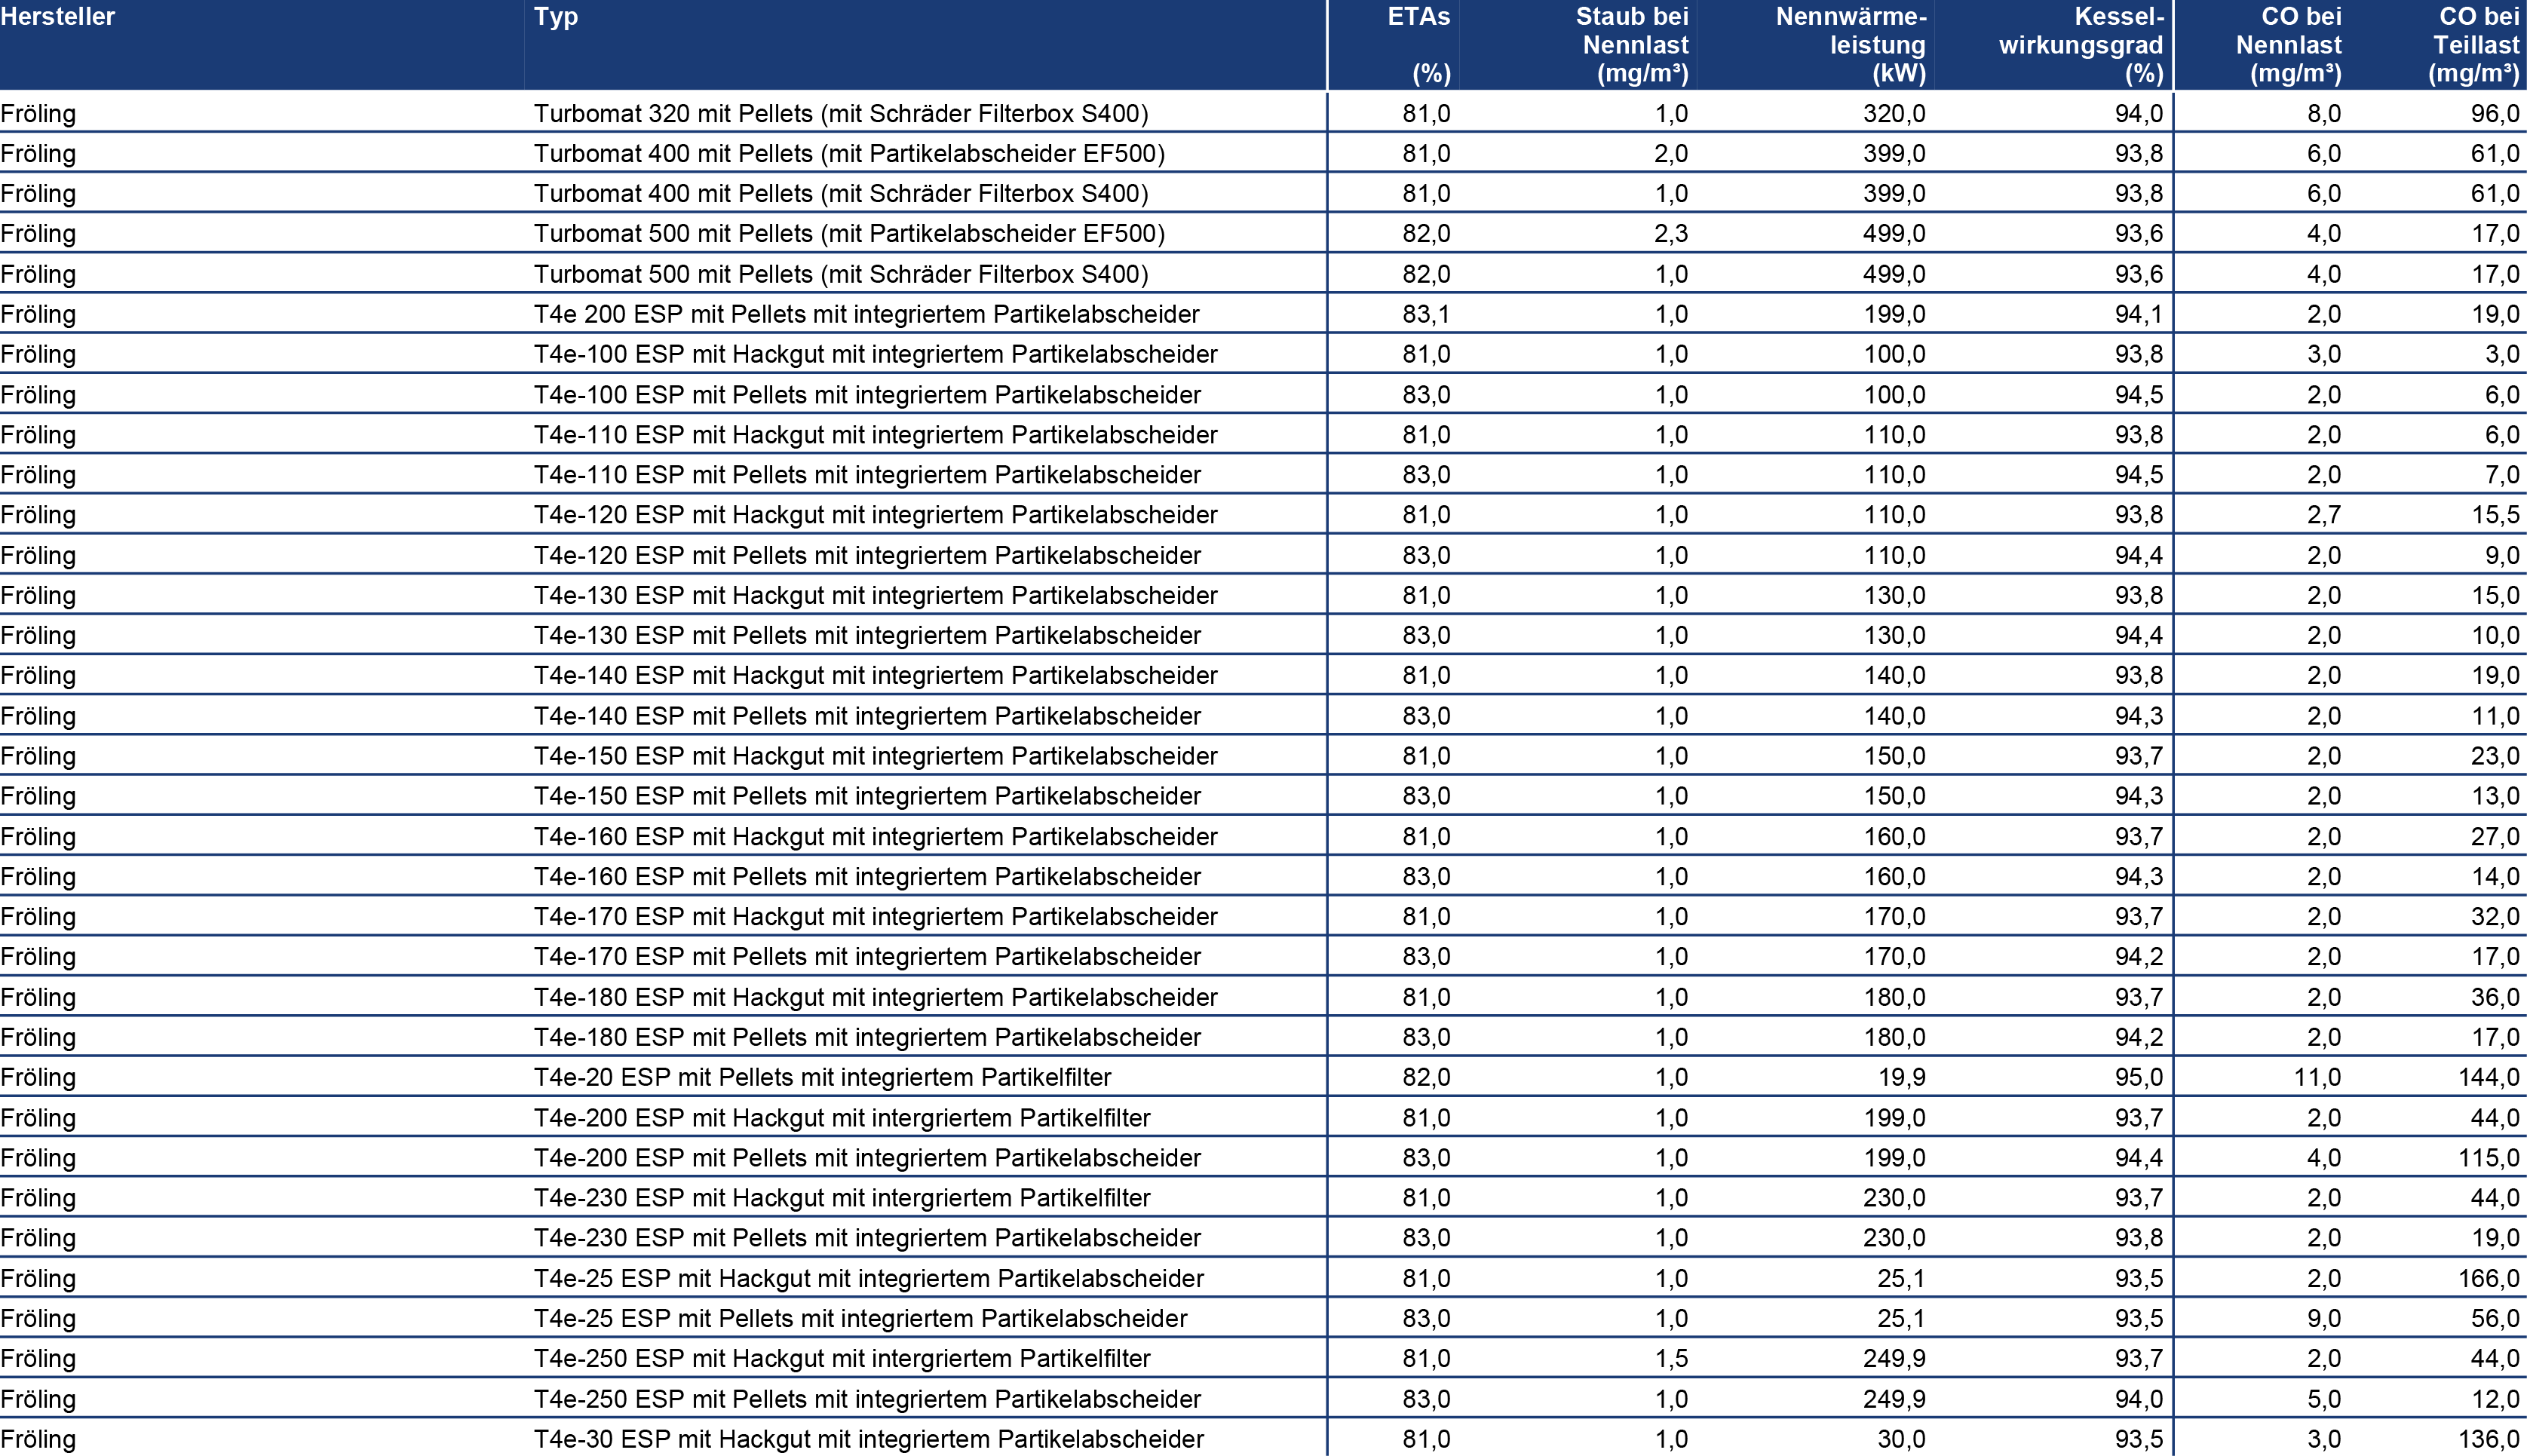 Hersteller Typ ETAs Staub bei Nennwärme- Kessel- CO bei CO bei
Nennlast leistung wirkungsgrad Nennlast Teillast
(%) (mg/m³) (kW) (%) (mg/m³) (mg/m³)
Fröling Turbomat 320 mit Pellets (mit Schräder Filterbox S400) 81,0 1,0 320,0 94,0 8,0 96,0
Fröling Turbomat 400 mit Pellets (mit Partikelabscheider EF500) 81,0 2,0 399,0 93,8 6,0 61,0
Fröling Turbomat 400 mit Pellets (mit Schräder Filterbox S400) 81,0 1,0 399,0 93,8 6,0 61,0
Fröling Turbomat 500 mit Pellets (mit Partikelabscheider EF500) 82,0 2,3 499,0 93,6 4,0 17,0
Fröling Turbomat 500 mit Pellets (mit Schräder Filterbox S400) 82,0 1,0 499,0 93,6 4,0 17,0
Fröling T4e 200 ESP mit Pellets mit integriertem Partikelabscheider 83,1 1,0 199,0 94,1 2,0 19,0
Fröling T4e-100 ESP mit Hackgut mit integriertem Partikelabscheider 81,0 1,0 100,0 93,8 3,0 3,0
Fröling T4e-100 ESP mit Pellets mit integriertem Partikelabscheider 83,0 1,0 100,0 94,5 2,0 6,0
Fröling T4e-110 ESP mit Hackgut mit integriertem Partikelabscheider 81,0 1,0 110,0 93,8 2,0 6,0
Fröling T4e-110 ESP mit Pellets mit integriertem Partikelabscheider 83,0 1,0 110,0 94,5 2,0 7,0
Fröling T4e-120 ESP mit Hackgut mit integriertem Partikelabscheider 81,0 1,0 110,0 93,8 2,7 15,5
Fröling T4e-120 ESP mit Pellets mit integriertem Partikelabscheider 83,0 1,0 110,0 94,4 2,0 9,0
Fröling T4e-130 ESP mit Hackgut mit integriertem Partikelabscheider 81,0 1,0 130,0 93,8 2,0 15,0
Fröling T4e-130 ESP mit Pellets mit integriertem Partikelabscheider 83,0 1,0 130,0 94,4 2,0 10,0
Fröling T4e-140 ESP mit Hackgut mit integriertem Partikelabscheider 81,0 1,0 140,0 93,8 2,0 19,0
Fröling T4e-140 ESP mit Pellets mit integriertem Partikelabscheider 83,0 1,0 140,0 94,3 2,0 11,0
Fröling T4e-150 ESP mit Hackgut mit integriertem Partikelabscheider 81,0 1,0 150,0 93,7 2,0 23,0
Fröling T4e-150 ESP mit Pellets mit integriertem Partikelabscheider 83,0 1,0 150,0 94,3 2,0 13,0
Fröling T4e-160 ESP mit Hackgut mit integriertem Partikelabscheider 81,0 1,0 160,0 93,7 2,0 27,0
Fröling T4e-160 ESP mit Pellets mit integriertem Partikelabscheider 83,0 1,0 160,0 94,3 2,0 14,0
Fröling T4e-170 ESP mit Hackgut mit integriertem Partikelabscheider 81,0 1,0 170,0 93,7 2,0 32,0
Fröling T4e-170 ESP mit Pellets mit integriertem Partikelabscheider 83,0 1,0 170,0 94,2 2,0 17,0
Fröling T4e-180 ESP mit Hackgut mit integriertem Partikelabscheider 81,0 1,0 180,0 93,7 2,0 36,0
Fröling T4e-180 ESP mit Pellets mit integriertem Partikelabscheider 83,0 1,0 180,0 94,2 2,0 17,0
Fröling T4e-20 ESP mit Pellets mit integriertem Partikelfilter 82,0 1,0 19,9 95,0 11,0 144,0
Fröling T4e-200 ESP mit Hackgut mit intergriertem Partikelfilter 81,0 1,0 199,0 93,7 2,0 44,0
Fröling T4e-200 ESP mit Pellets mit integriertem Partikelabscheider 83,0 1,0 199,0 94,4 4,0 115,0
Fröling T4e-230 ESP mit Hackgut mit intergriertem Partikelfilter 81,0 1,0 230,0 93,7 2,0 44,0
Fröling T4e-230 ESP mit Pellets mit integriertem Partikelabscheider 83,0 1,0 230,0 93,8 2,0 19,0
Fröling T4e-25 ESP mit Hackgut mit integriertem Partikelabscheider 81,0 1,0 25,1 93,5 2,0 166,0
Fröling T4e-25 ESP mit Pellets mit integriertem Partikelabscheider 83,0 1,0 25,1 93,5 9,0 56,0
Fröling T4e-250 ESP mit Hackgut mit intergriertem Partikelfilter 81,0 1,5 249,9 93,7 2,0 44,0
Fröling T4e-250 ESP mit Pellets mit integriertem Partikelabscheider 83,0 1,0 249,9 94,0 5,0 12,0
Fröling T4e-30 ESP mit Hackgut mit integriertem Partikelabscheider 81,0 1,0 30,0 93,5 3,0 136,0